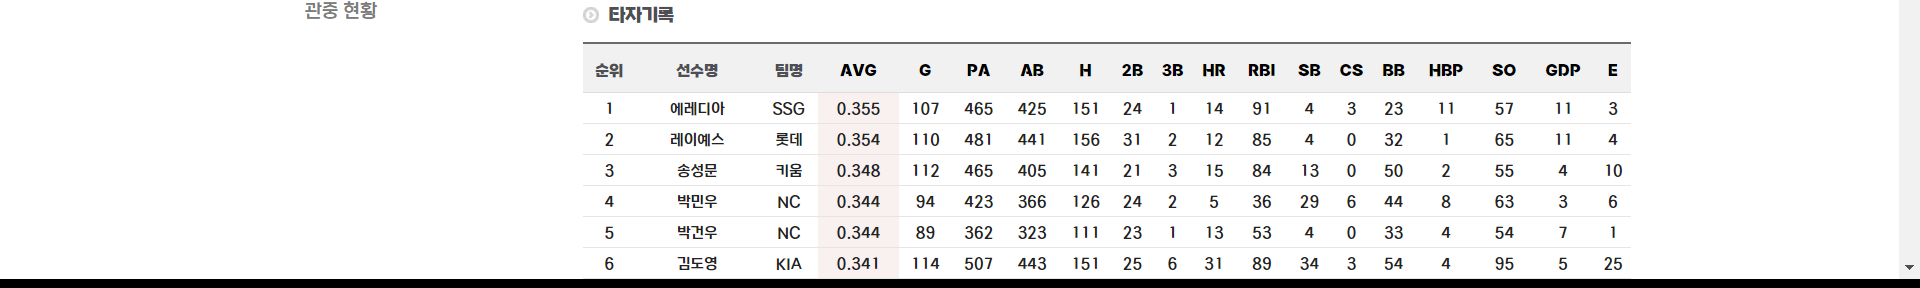 관중 현황
타자기록
순위 선수명 팀명 AVG G PA AB H 2B 3B HR RBI SB CS BB HBP SO GDP E
1 에레디아 SSG 0.355 107 465 425 151 24 1 14 91 4 3 23 11 57 11 3
2 레이예스 롯데 0.354 110 481 441 156 31 2 12 85 4 0 32 1 65 11 4
3 송성문 키움 0.348 112 465 405 141 21 3 15 84 13 0 50 2 55 4 10
4 박민우 NC 0.344 94 423 366 126 24 2 5 36 29 6 44 8 63 3 6
5 박건우 NC 0.344 89 362 323 111 23 1 13 53 4 0 33 4 54 7 1
6 김도영 KIA 0.341 114 507 443 151 25 6 31 89 34 3 54 4 95 5 25